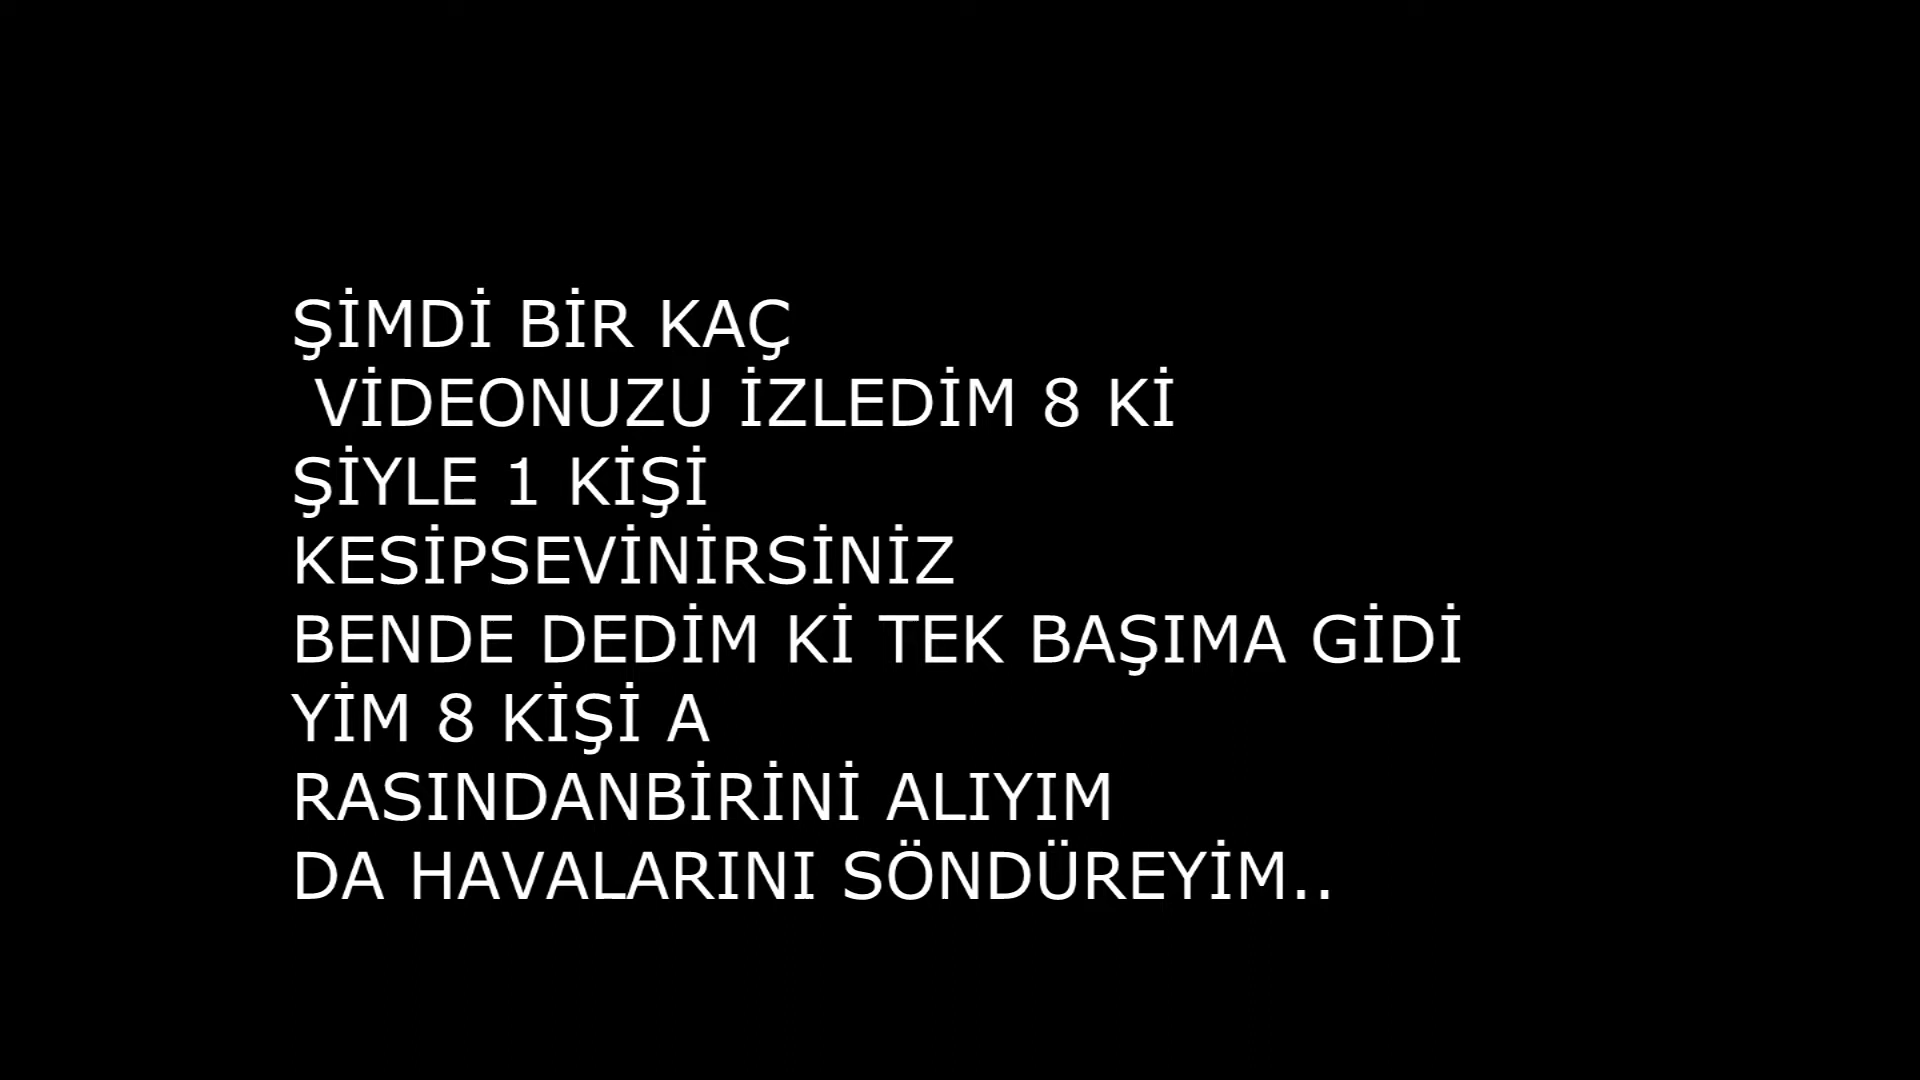 ŞİMDİ BİR KAÇ
VİDEONUZU İZLEDİM 8 Kİ
ŞİYLE 1 KİŞİ
KESİPSEVİNİRSİNİZ
BENDE DEDİM Kİ TEK BAŞIMA GİDİ
YİM 8 KİŞİ A
RASINDANBİRİNİ ALIYIM
DA HAVALARINI SÖNDÜREYİM..